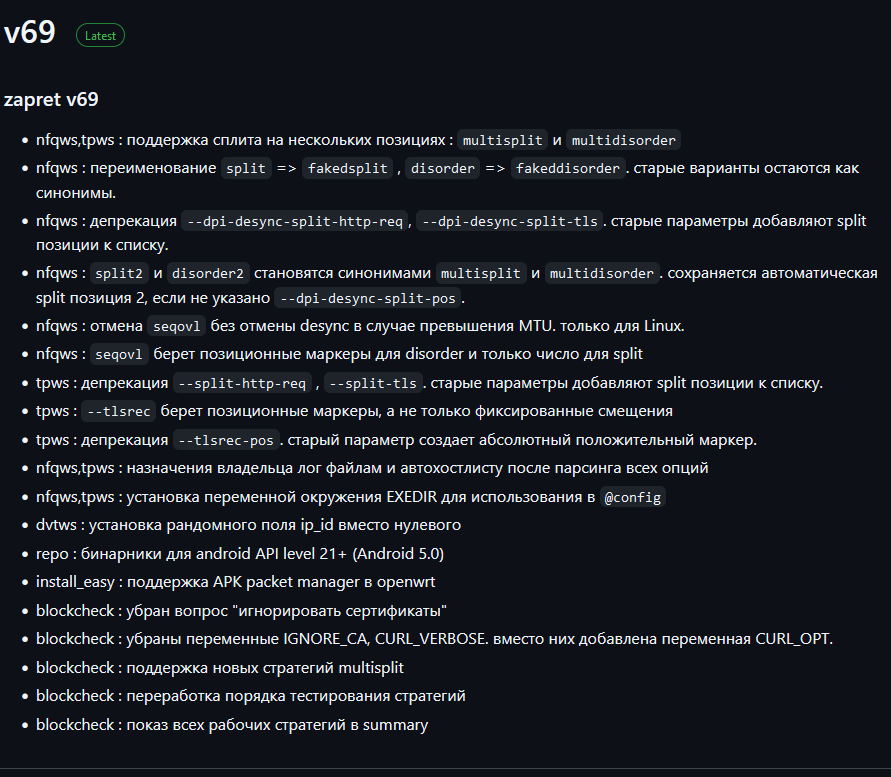 v69 Latest
zapret v69
nfqws,tpws : поддержка сплита на нескольких позициях : multisplit и multidisorder
nfqws : переименование split => fakedsplit , disorder => fakeddisorder . старые варианты остаются как
синонимы.
nfqws : депрекация --dpi-desync-split-http-req , --dpi-desync-split-tls . старые параметры добавляют split
позиции к списку.
nfqws : split2 и disorder2 становятся синонимами multisplit и multidisorder . сохраняется автоматическая
split позиция 2, если не указано --dpi-desync-split-pos .
nfqws : отмена seqovl без отмены desync в случае превышения MTU. только для Linux.
nfqws : seqovl берет позиционные маркеры для disorder и только число для split
tpws : депрекация --split-http-req , --split-tls . старые параметры добавляют split позиции к списку.
tpws : --tlsrec берет позиционные маркеры, а не только фиксированные смещения
tpws : депрекация --tlsrec-pos . старый параметр создает абсолютный положительный маркер.
nfqws,tpws : назначения владельца лог файлам и автохостлисту после парсинга всех опций
nfqws,tpws : установка переменной окружения EXEDIR для использования в @config
dvtws : установка рандомного поля ip_id вместо нулевого
repo : бинарники для android API level 21+ (Android 5.0)
install_easy : поддержка APK packet manager в openwrt
blockcheck : убран вопрос "игнорировать сертификаты"
blockcheck : убраны переменные IGNORE_CA, CURL_VERBOSE. вместо них добавлена переменная CURL_OPT.
blockcheck : поддержка новых стратегий multisplit
blockcheck : переработка порядка тестирования стратегий
blockcheck : показ всех рабочих стратегий в summary